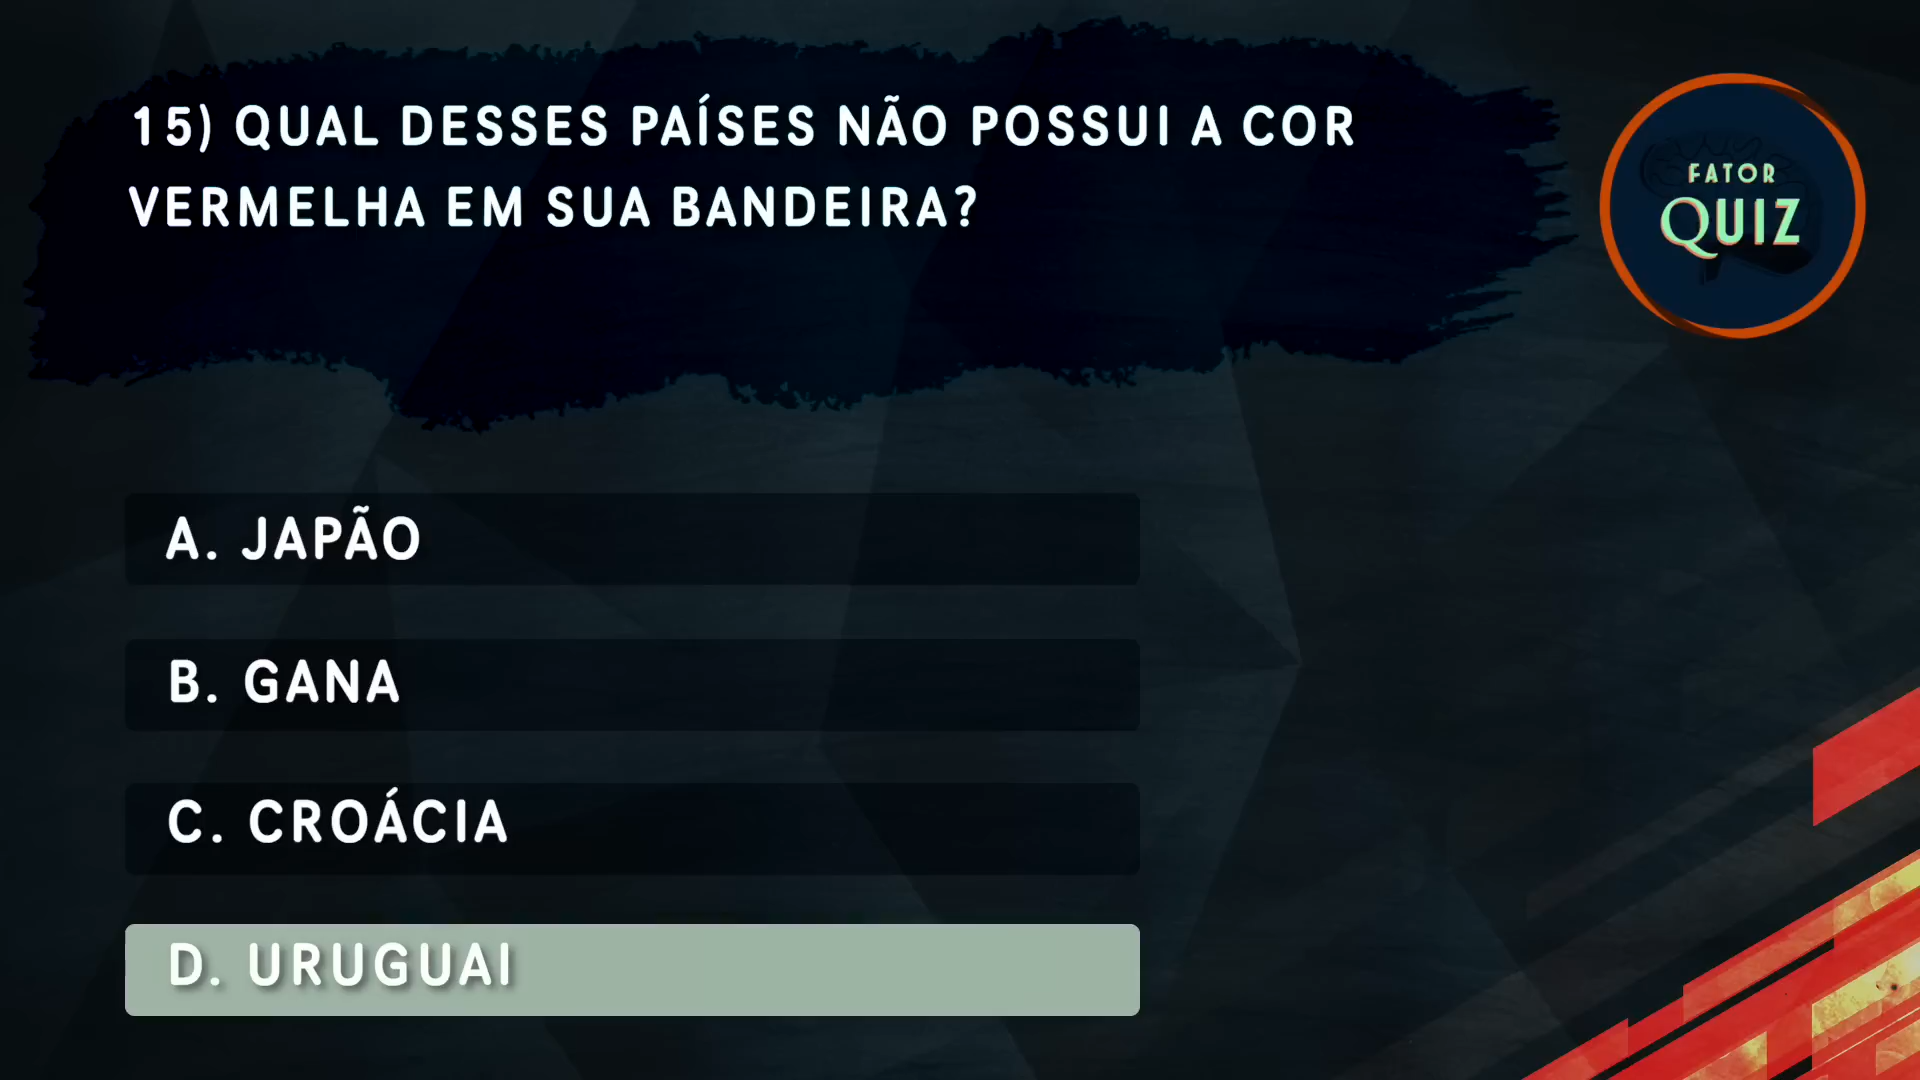 15) QUAL DESSES PAÍSES NÃO POSSUI A COR
VERMELHA EM SUA BANDEIRA?
FATOR
QUIZ
A. JAPÃO
B. GANA
C. CROÁCIA
D. URUGUAI